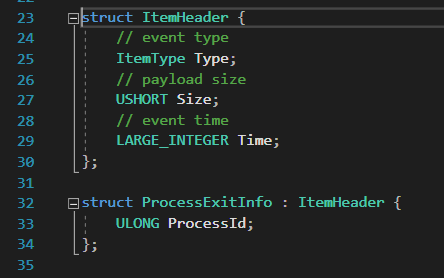 23 struct ItemHeader {
24 // event type
25 ItemType Type;
26 // payload size
27 USHORT Size;
28 // event time
29 LARGE_INTEGER Time;
30 };
31
32 struct ProcessExitInfo : ItemHeader {
33 ULONG ProcessId;
34 };
35